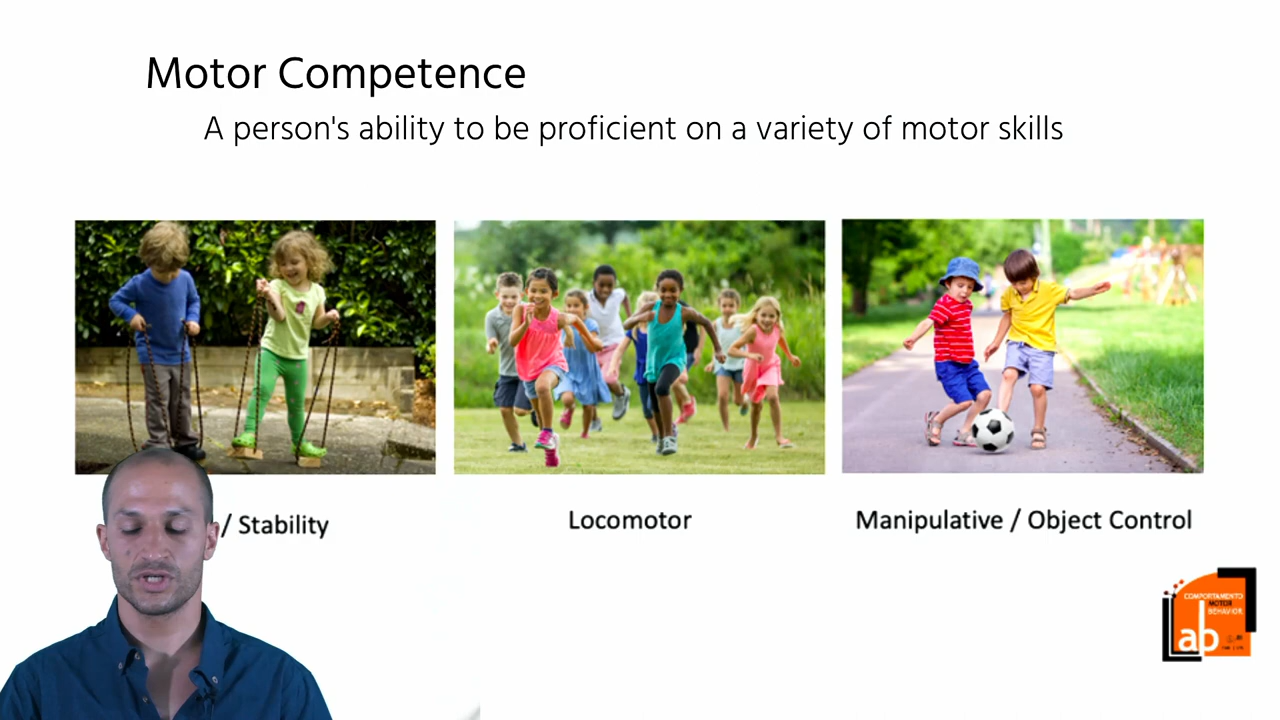 Motor Competence
A person's ability to be proficient on a variety of motor skills
/ Stability
Locomotor
Manipulative / Object Control
COMPORTAMENTO
MOTOR
BEHAVIOR
ab